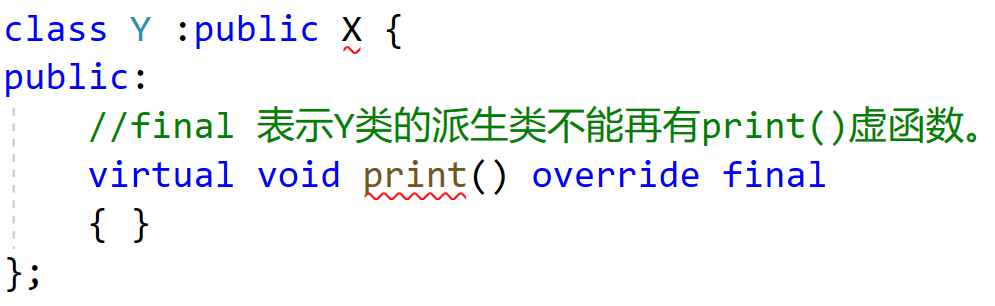 class Y :public X {
public:
    //final 表示Y类的派生类不能再有print()虚函数。
    virtual void print() override final
    { }
};